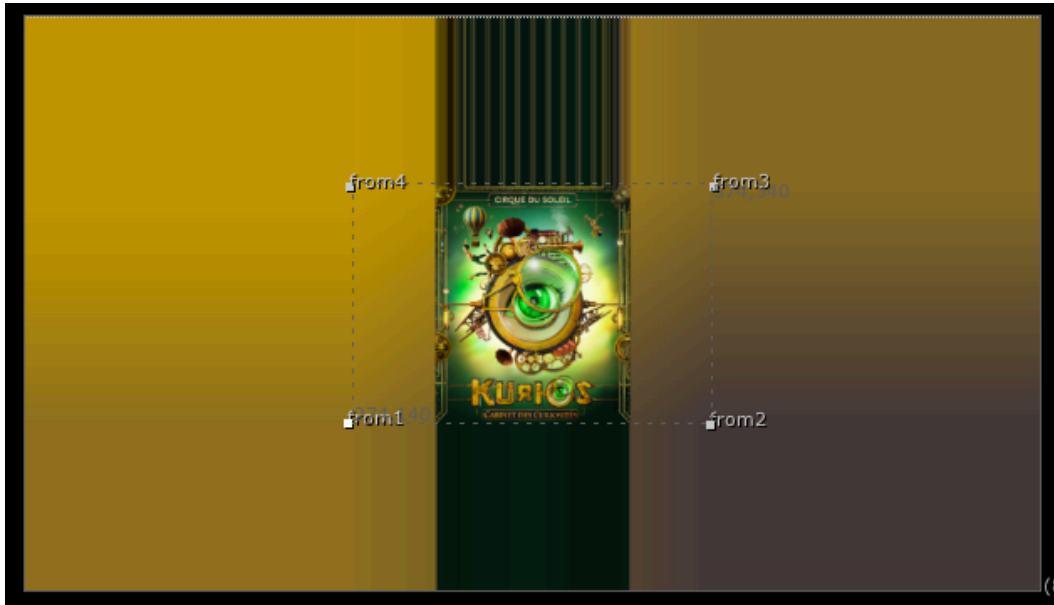 from4
from3
CIRQUE DU SOLEIL
KURIOS
CABINET DES CURIOSITÉS
from1
from2